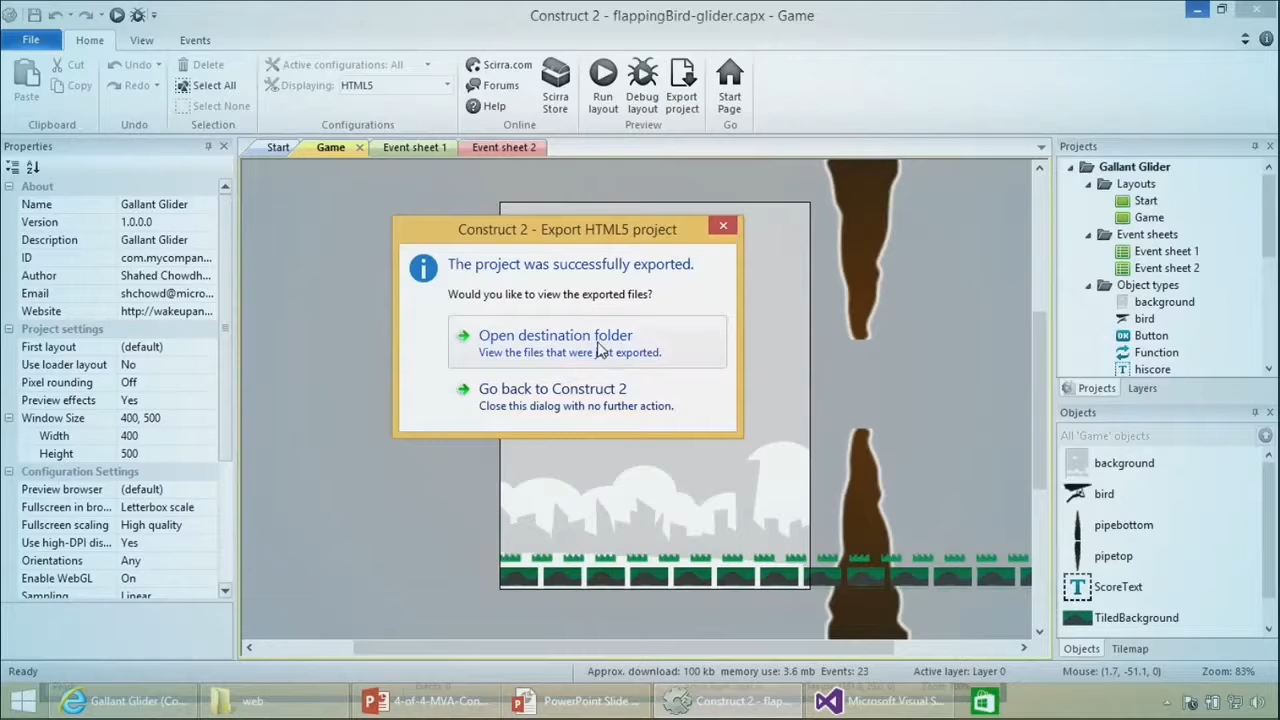 Construct 2 - flappingBird-glider.capx - Game
File
Home
View
Events
Paste
Cut
Copy
Clipboard
Undo
Redo
Undo
Delete
Select All
Select None
Selection
Active configurations: All
Displaying: HTML5
Configurations
Scirra.com
Forums
Help
Scirra
Store
Online
Run
layout
Debug
layout
Export
project
Preview
Start
Page
Go
Properties
Start
Game
Event sheet 1
Event sheet 2
About
Name Gallant Glider
Version 1.0.0.0
Description Gallant Glider
ID com.mycompan...
Author Shahed Chowdh...
Email shchowd@micro...
Website http://wakeupan...
Project settings
First layout (default)
Use loader layout No
Pixel rounding Off
Preview effects Yes
Window Size 400, 500
Width 400
Height 500
Configuration Settings
Preview browser (default)
Fullscreen in bro... Letterbox scale
Fullscreen scaling High quality
Use high-DPI dis... Yes
Orientations Any
Enable WebGL On
Sampling Linear
Construct 2 - Export HTML5 project
The project was successfully exported.
Would you like to view the exported files?
Open destination folder
View the files that were just exported.
Go back to Construct 2
Close this dialog with no further action.
Projects
Gallant Glider
Layouts
Start
Game
Event sheets
Event sheet 1
Event sheet 2
Object types
background
bird
OK Button
Function
hiscore
Projects
Layers
Objects
All 'Game' objects
background
bird
pipebottom
pipetop
T ScoreText
TiledBackground
Objects
Tilemap
Ready
Approx. download: 100 kb
memory use: 3.6 mb
Events: 23
Active layer: Layer 0
Mouse: (1.7, -51.1, 0)
Zoom: 83%
Gallant Glider (Co...
web
4-of-4-MVA-Con...
PowerPoint Slide ...
Construct 2 - flap...
Microsoft Visual S...